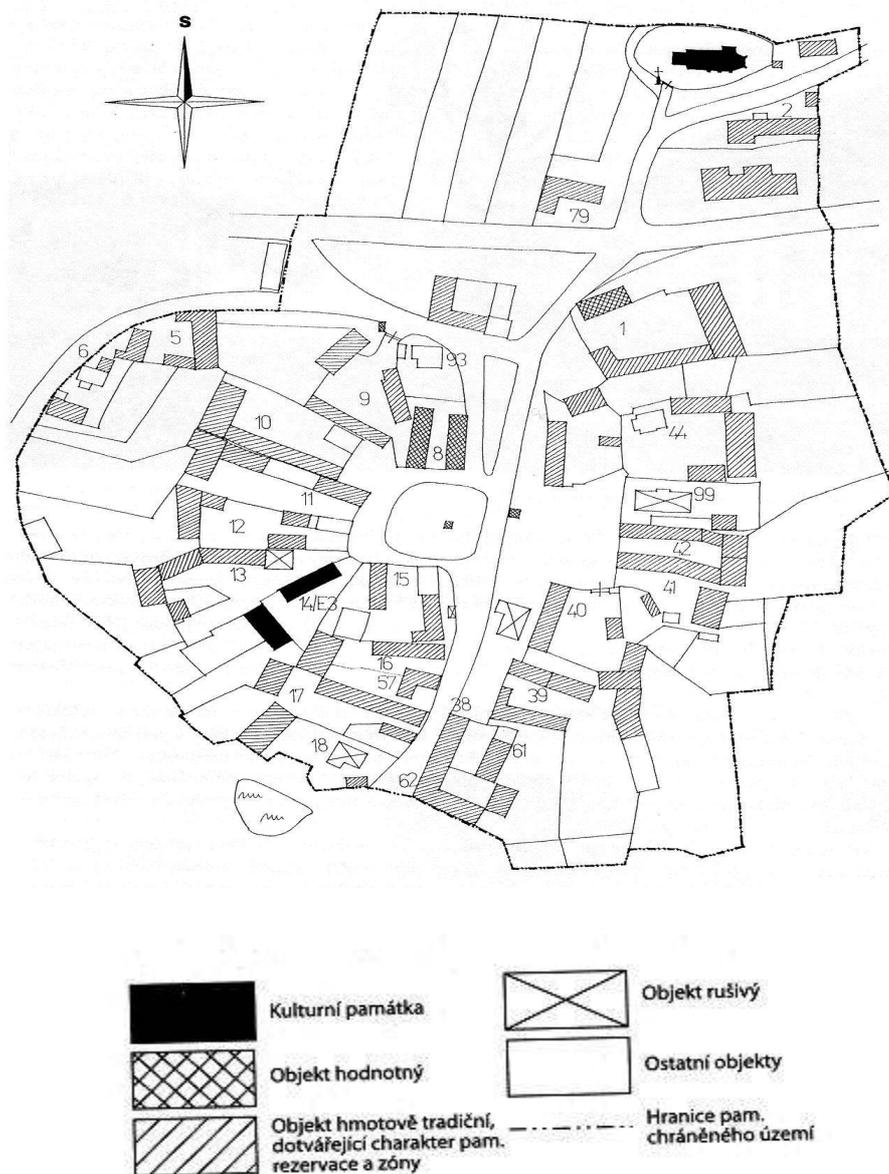 S
2
79
1
5
6
93
9
10
8
44
11
99
12
42
13
41
15
14/E3
40
16
57
17
39
38
18
61
62
Kulturní památka
Objekt rušivý
Objekt hodnotný
Ostatní objekty
Objekt hmotově tradiční,
dotvářející charakter pam.
rezervace a zóny
Hranice pam.
chráněného území